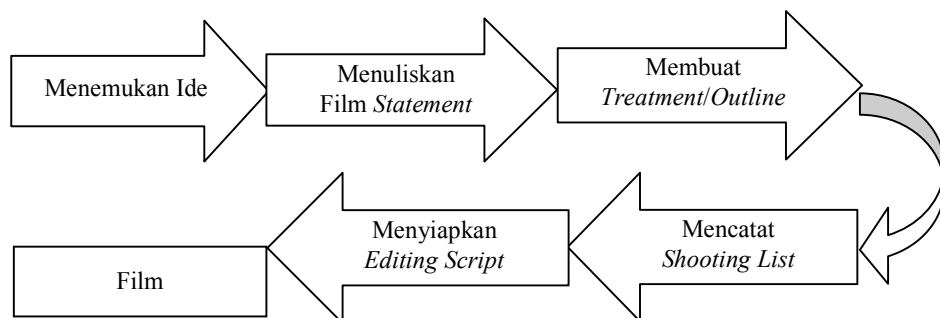 Menemukan Ide
Menuliskan
Film Statement
Membuat
Treatment/Outline
Mencatat
Shooting List
Menyiapkan
Editing Script
Film